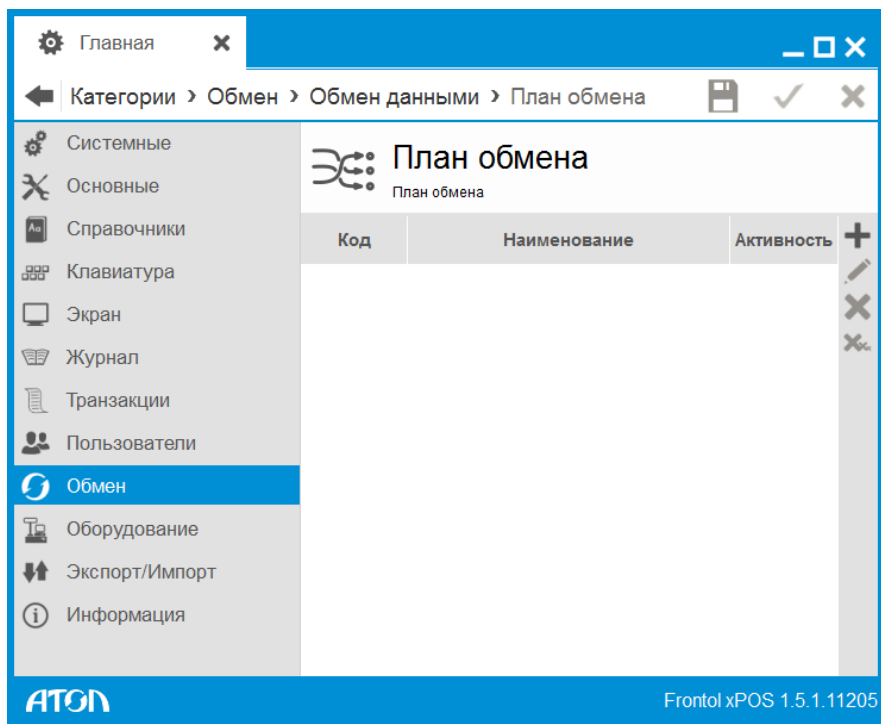 Главная
Категории › Обмен › Обмен данными › План обмена
Системные
Основные
Справочники
Клавиатура
Экран
Журнал
Транзакции
Пользователи
Обмен
Оборудование
Экспорт/Импорт
Информация
План обмена
План обмена
Код Наименование Активность
АТОЛ
Frontol xPOS 1.5.1.11205